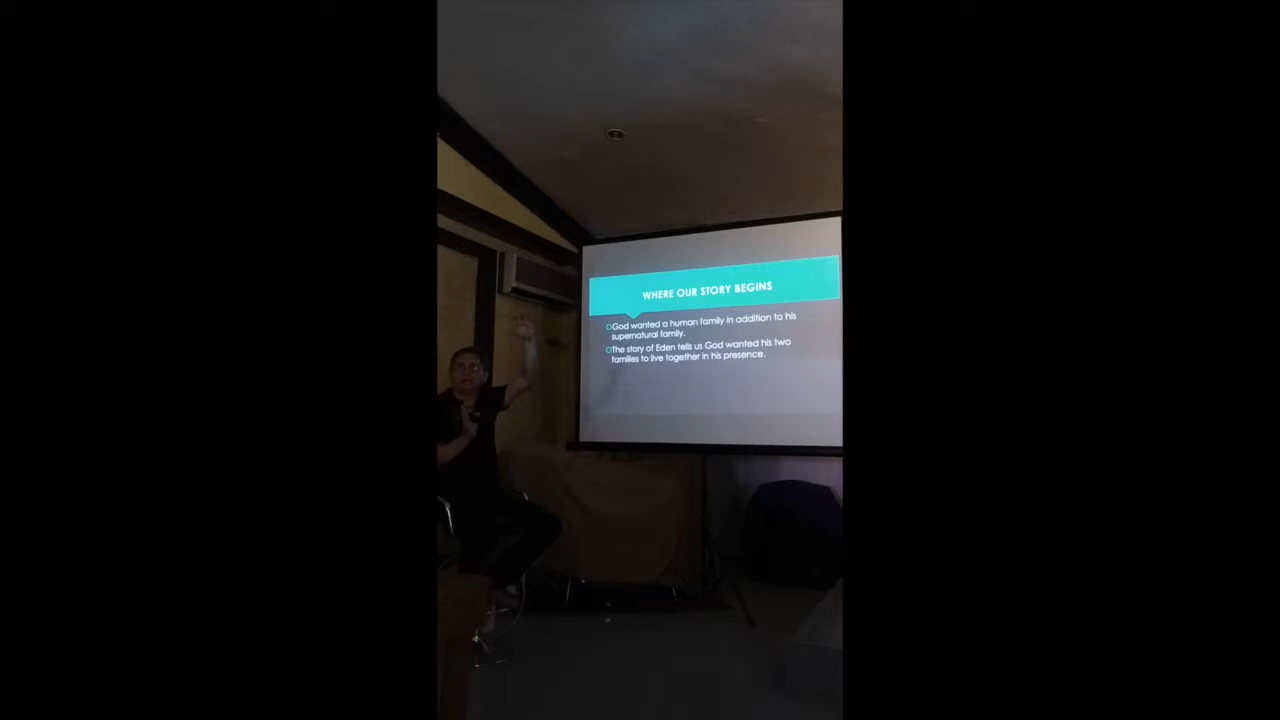 WHERE OUR STORY BEGINS
God wanted a human family in addition to his
supernatural family.
The story of Eden tells us God wanted his two
families to live together in his presence.